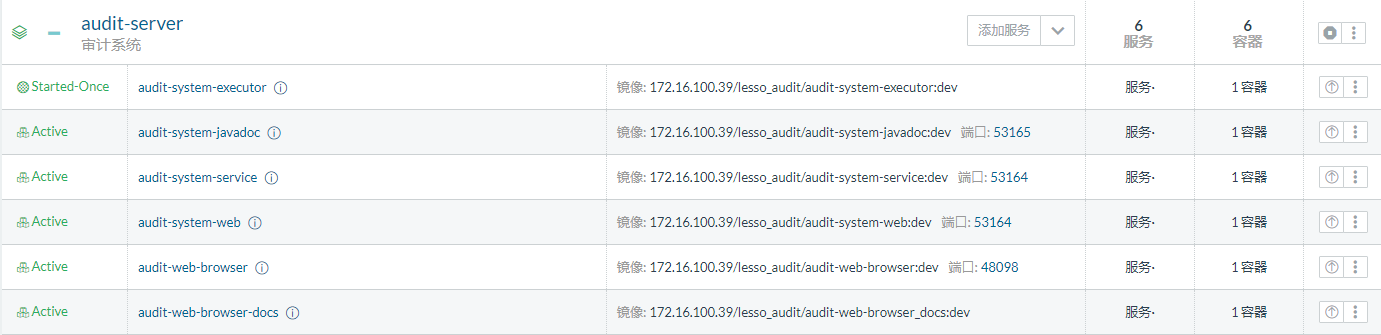 audit-server
审计系统
添加服务
6
服务
6
容器
Started-Once audit-system-executor 镜像: 172.16.100.39/lesso_audit/audit-system-executor:dev 服务· 1 容器
Active audit-system-javadoc 镜像: 172.16.100.39/lesso_audit/audit-system-javadoc:dev 端口: 53165 服务· 1 容器
Active audit-system-service 镜像: 172.16.100.39/lesso_audit/audit-system-service:dev 端口: 53164 服务· 1 容器
Active audit-system-web 镜像: 172.16.100.39/lesso_audit/audit-system-web:dev 端口: 53164 服务· 1 容器
Active audit-web-browser 镜像: 172.16.100.39/lesso_audit/audit-web-browser:dev 端口: 48098 服务· 1 容器
Active audit-web-browser-docs 镜像: 172.16.100.39/lesso_audit/audit-web-browser_docs:dev 服务· 1 容器